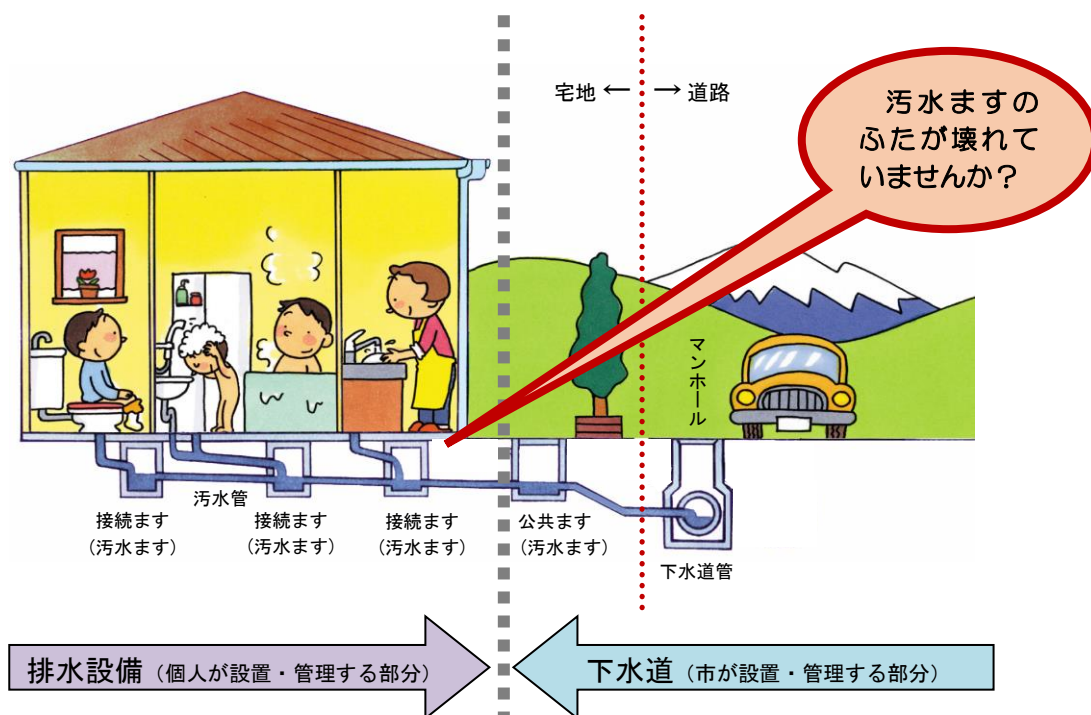 宅地 ← → 道路
汚水ますの
ふたが壊れて
いませんか？
マンホール
汚水管
接続ます
（汚水ます）
接続ます
（汚水ます）
接続ます
（汚水ます）
公共ます
（汚水ます）
下水道管
排水設備（個人が設置・管理する部分）
下水道（市が設置・管理する部分）